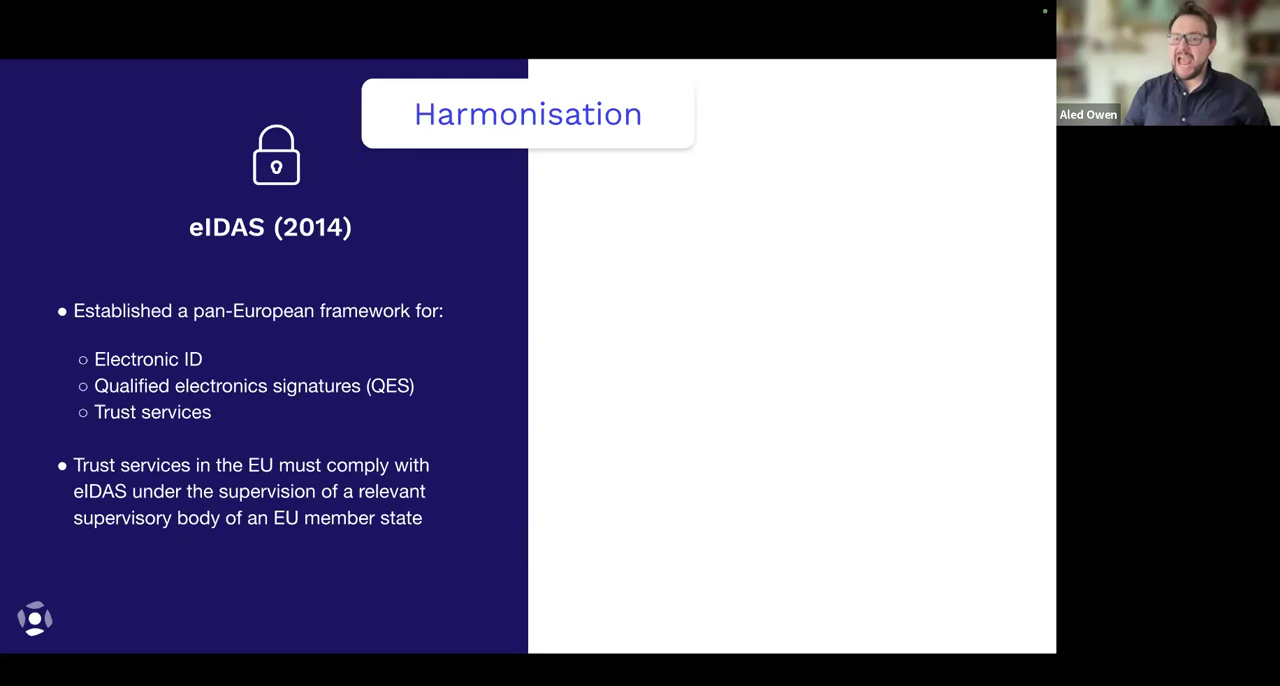 Harmonisation
Aled Owen
eIDAS (2014)
● Established a pan-European framework for:
○ Electronic ID
○ Qualified electronics signatures (QES)
○ Trust services
● Trust services in the EU must comply with
eIDAS under the supervision of a relevant
supervisory body of an EU member state